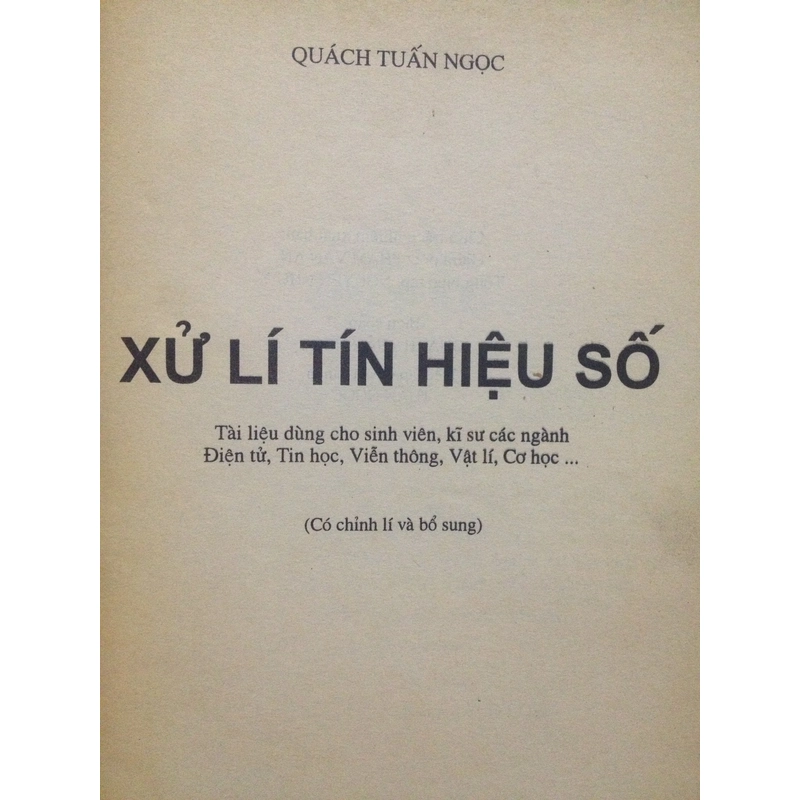 QUÁCH TUẤN NGỌC
XỬ LÍ TÍN HIỆU SỐ
Tài liệu dùng cho sinh viên, kĩ sư các ngành
Điện tử, Tin học, Viễn thông, Vật lí, Cơ học ...
(Có chỉnh lí và bổ sung)